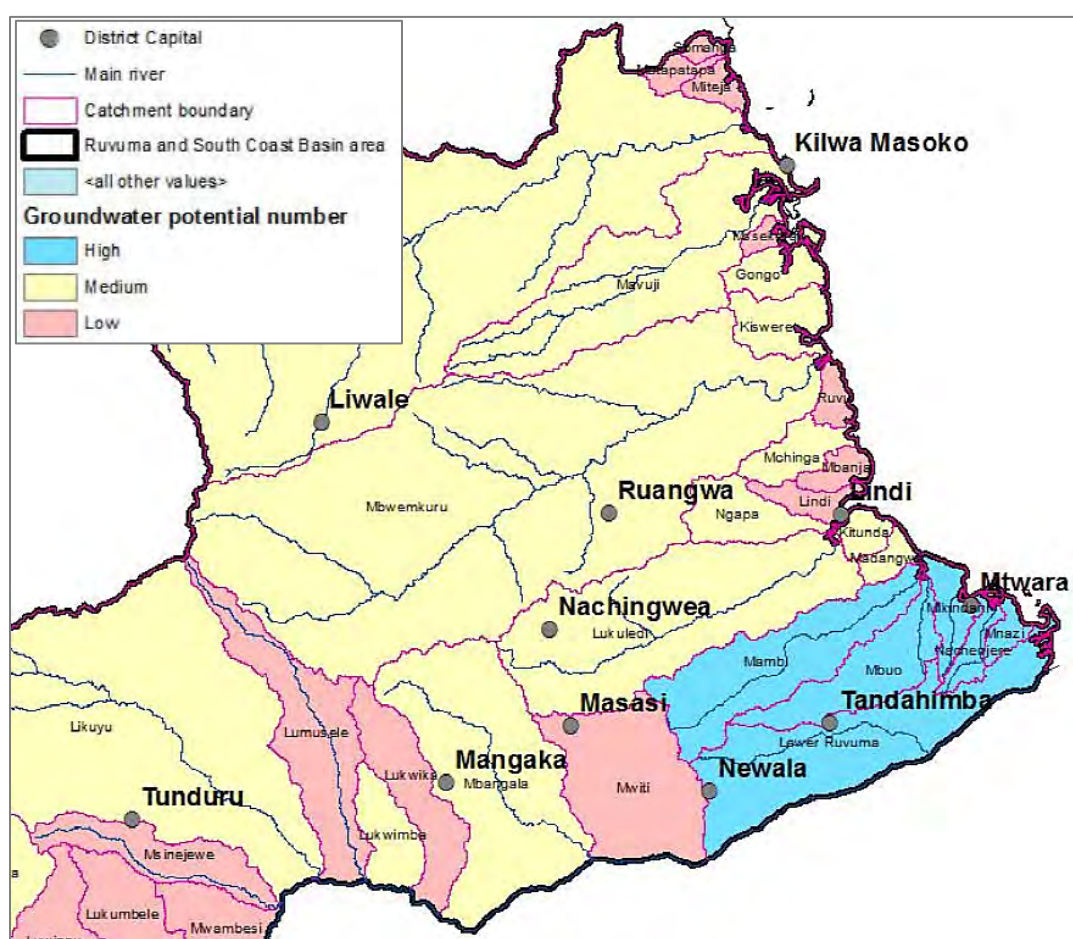 District Capital
Main river
Catchment boundary
Ruvuma and South Coast Basin area
<all other values>
Groundwater potential number
High
Medium
Low
Somanga
Matapatapa
Miteja
Kilwa Masoko
Mavuji
Gongo
Kiswere
Liwale
Ruvu
Mchinga
Mbanja
Mbwemkuru
Ruangwa
Ngapa
Lindi
Lindi
Kitunda
Madangwa
Nachingwea
Lukuledi
Mtwara
Mikindani
Mnazi
Mambi
Mbuo
Masasi
Tandahimba
Lower Ruvuma
Likuyu
Lumusele
Lukwika
Mangaka
Mbangala
Mwiti
Newala
Tunduru
Lukwimba
Msinejewe
Lukumbele
Mwambesi